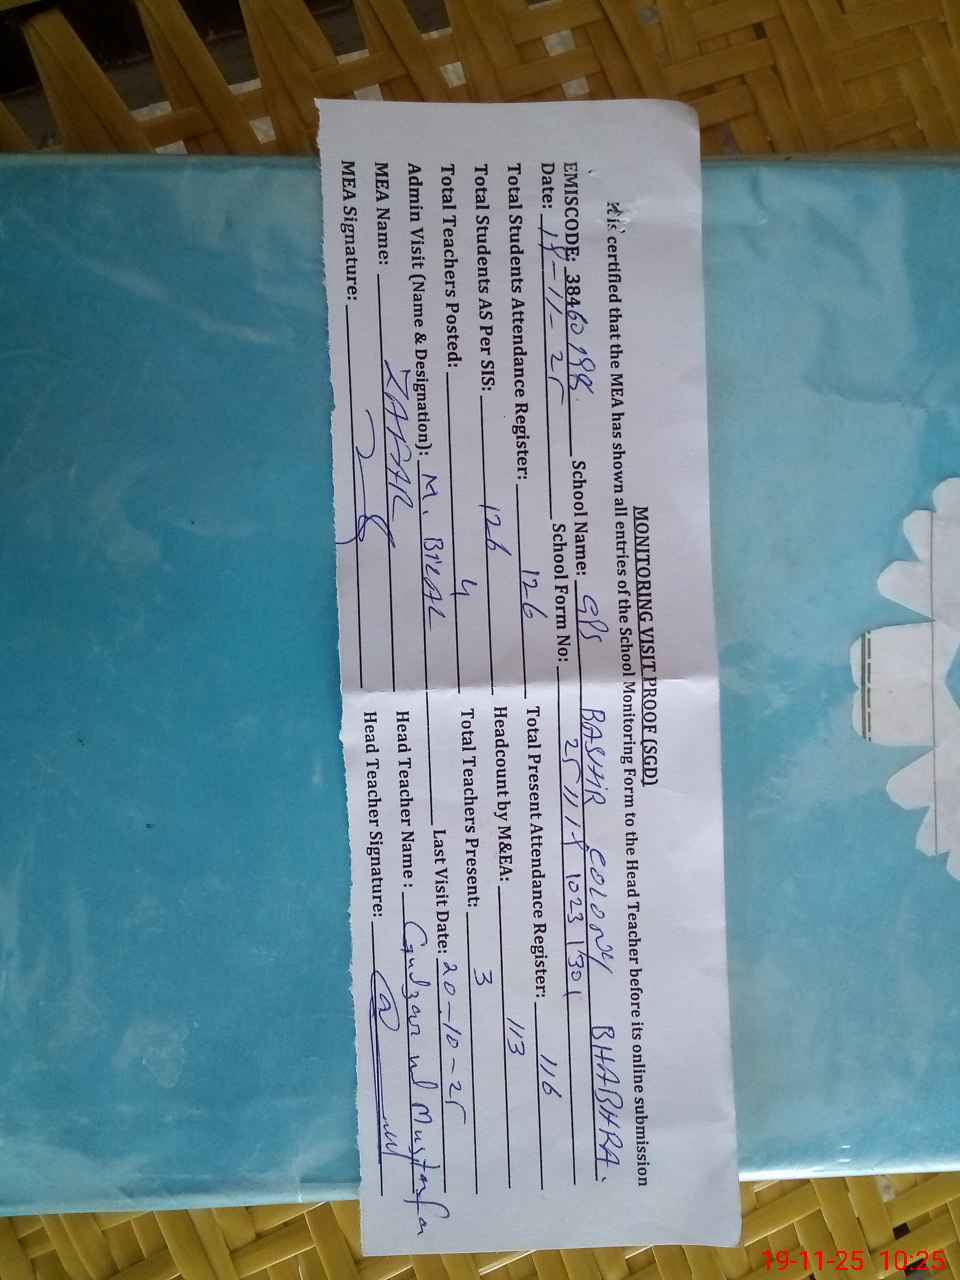 MONITORING VISIT PROOF (SGD)
It is certified that the MEA has shown all entries of the School Monitoring Form to the Head Teacher before its online submission
EMISCODE: 38460198 School Name: GPS BASHIR COLONY BHABHRA.
Date: 18-11-25 School Form No: 25111810231301
Total Students Attendance Register: 126 Total Present Attendance Register: 116
Total Students AS Per SIS: 126 Headcount by M&EA: 113
Total Teachers Posted: 4 Total Teachers Present: 3
Admin Visit (Name & Designation): M. BILAL Last Visit Date: 20-10-25
MEA Name: ZAFAR Head Teacher Name : Gulzar ul Mustafa
MEA Signature: Head Teacher Signature:
19-11-25 10:25